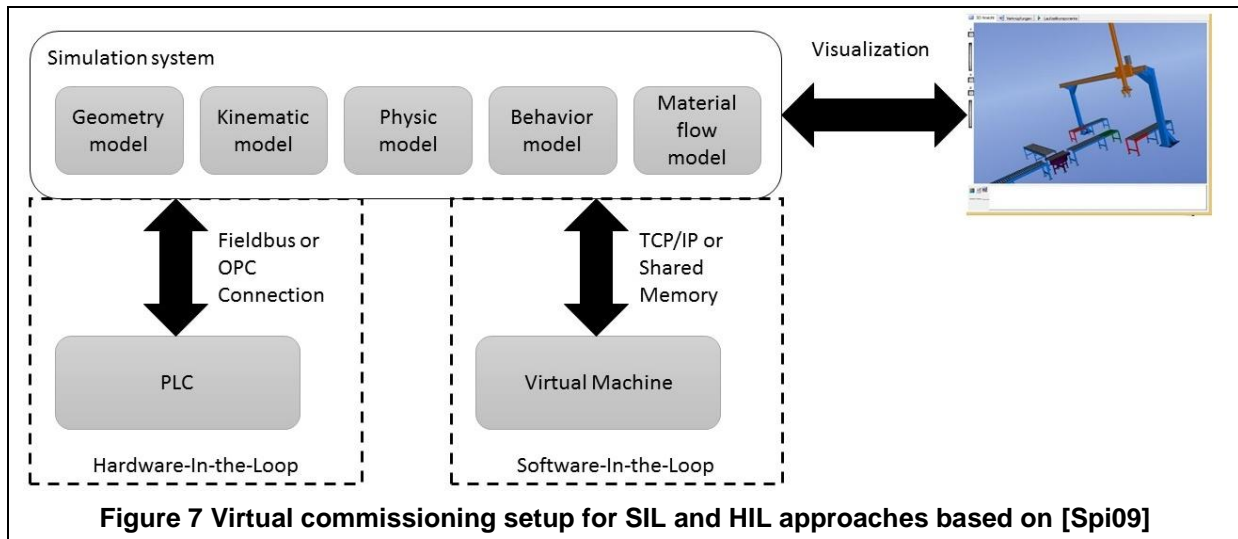 Simulation system
Geometry
model
Kinematic
model
Physic
model
Behavior
model
Material
flow
model
Visualization
Fieldbus or
OPC
Connection
TCP/IP or
Shared
Memory
PLC
Virtual Machine
Hardware-In-the-Loop
Software-In-the-Loop
Figure 7 Virtual commissioning setup for SIL and HIL approaches based on [Spi09]